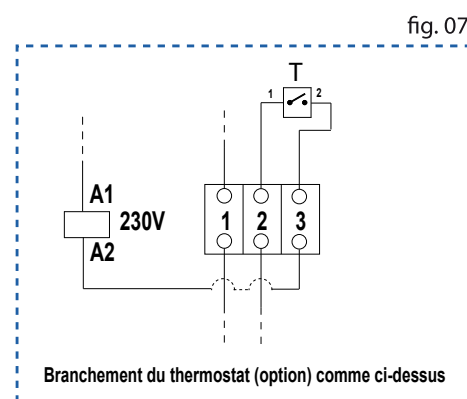 fig. 07
T
1 2
A1
230V
A2
1 2 3
Branchement du thermostat (option) comme ci-dessus